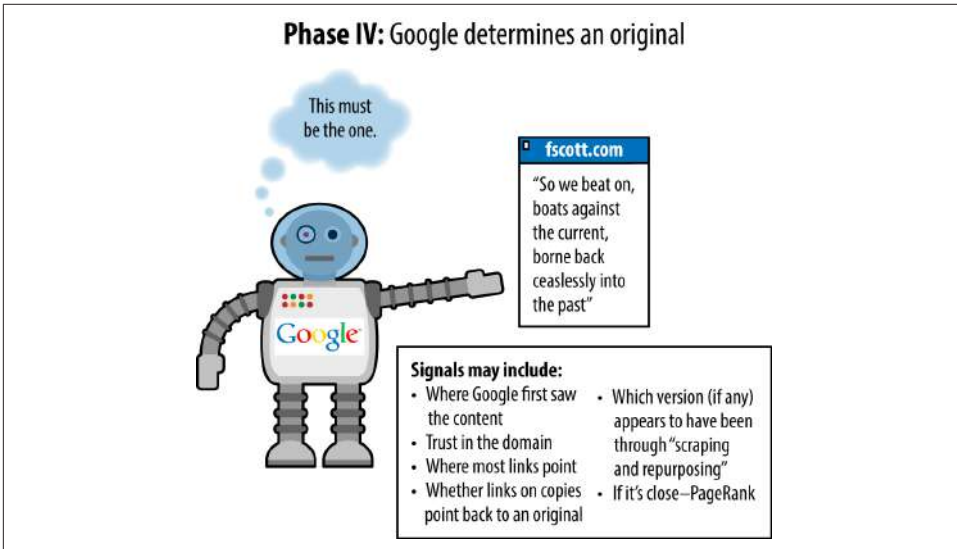 Phase IV: Google determines an original
This must
be the one.
fscott.com
“So we beat on,
boats against
the current,
borne back
ceaslessly into
the past”
Google
Signals may include:
• Where Google first saw
the content
• Trust in the domain
• Where most links point
• Whether links on copies
point back to an original
• Which version (if any)
appears to have been
through “scraping
and repurposing”
• If it’s close–PageRank